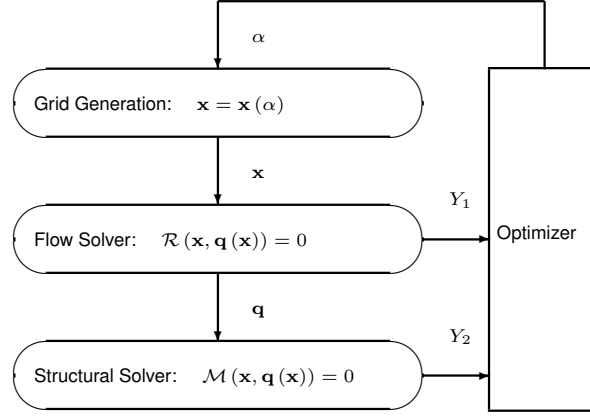 α
Grid Generation: x = x (α)
x
Y₁
Flow Solver: ℛ (x, q (x)) = 0
Optimizer
q
Y₂
Structural Solver: ℳ (x, q (x)) = 0